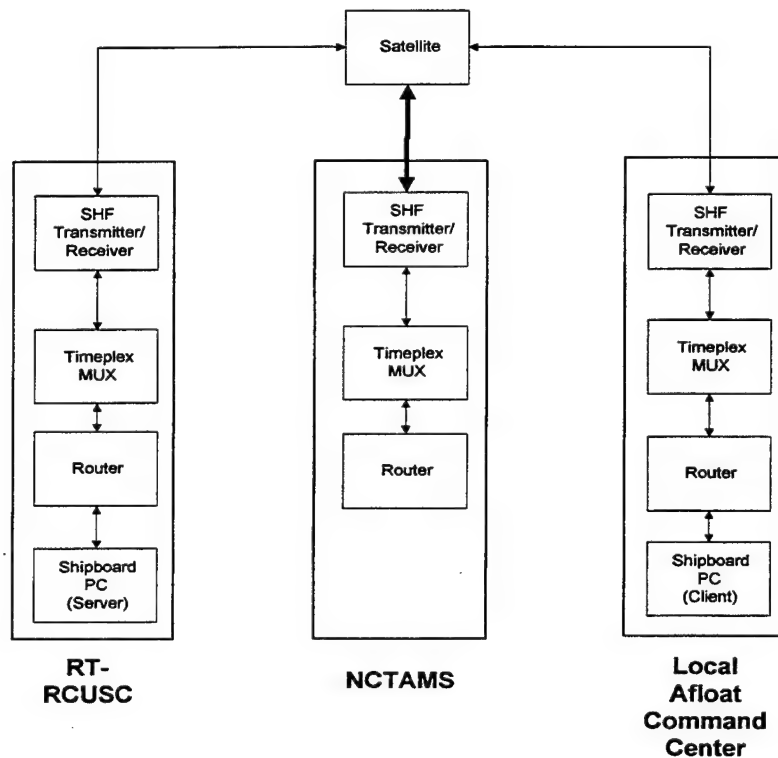 Satellite
SHF
Transmitter/
Receiver
Timeplex
MUX
Router
Shipboard
PC
(Server)
RT-
RCUSC
SHF
Transmitter/
Receiver
Timeplex
MUX
Router
NCTAMS
SHF
Transmitter/
Receiver
Timeplex
MUX
Router
Shipboard
PC
(Client)
Local
Afloat
Command
Center